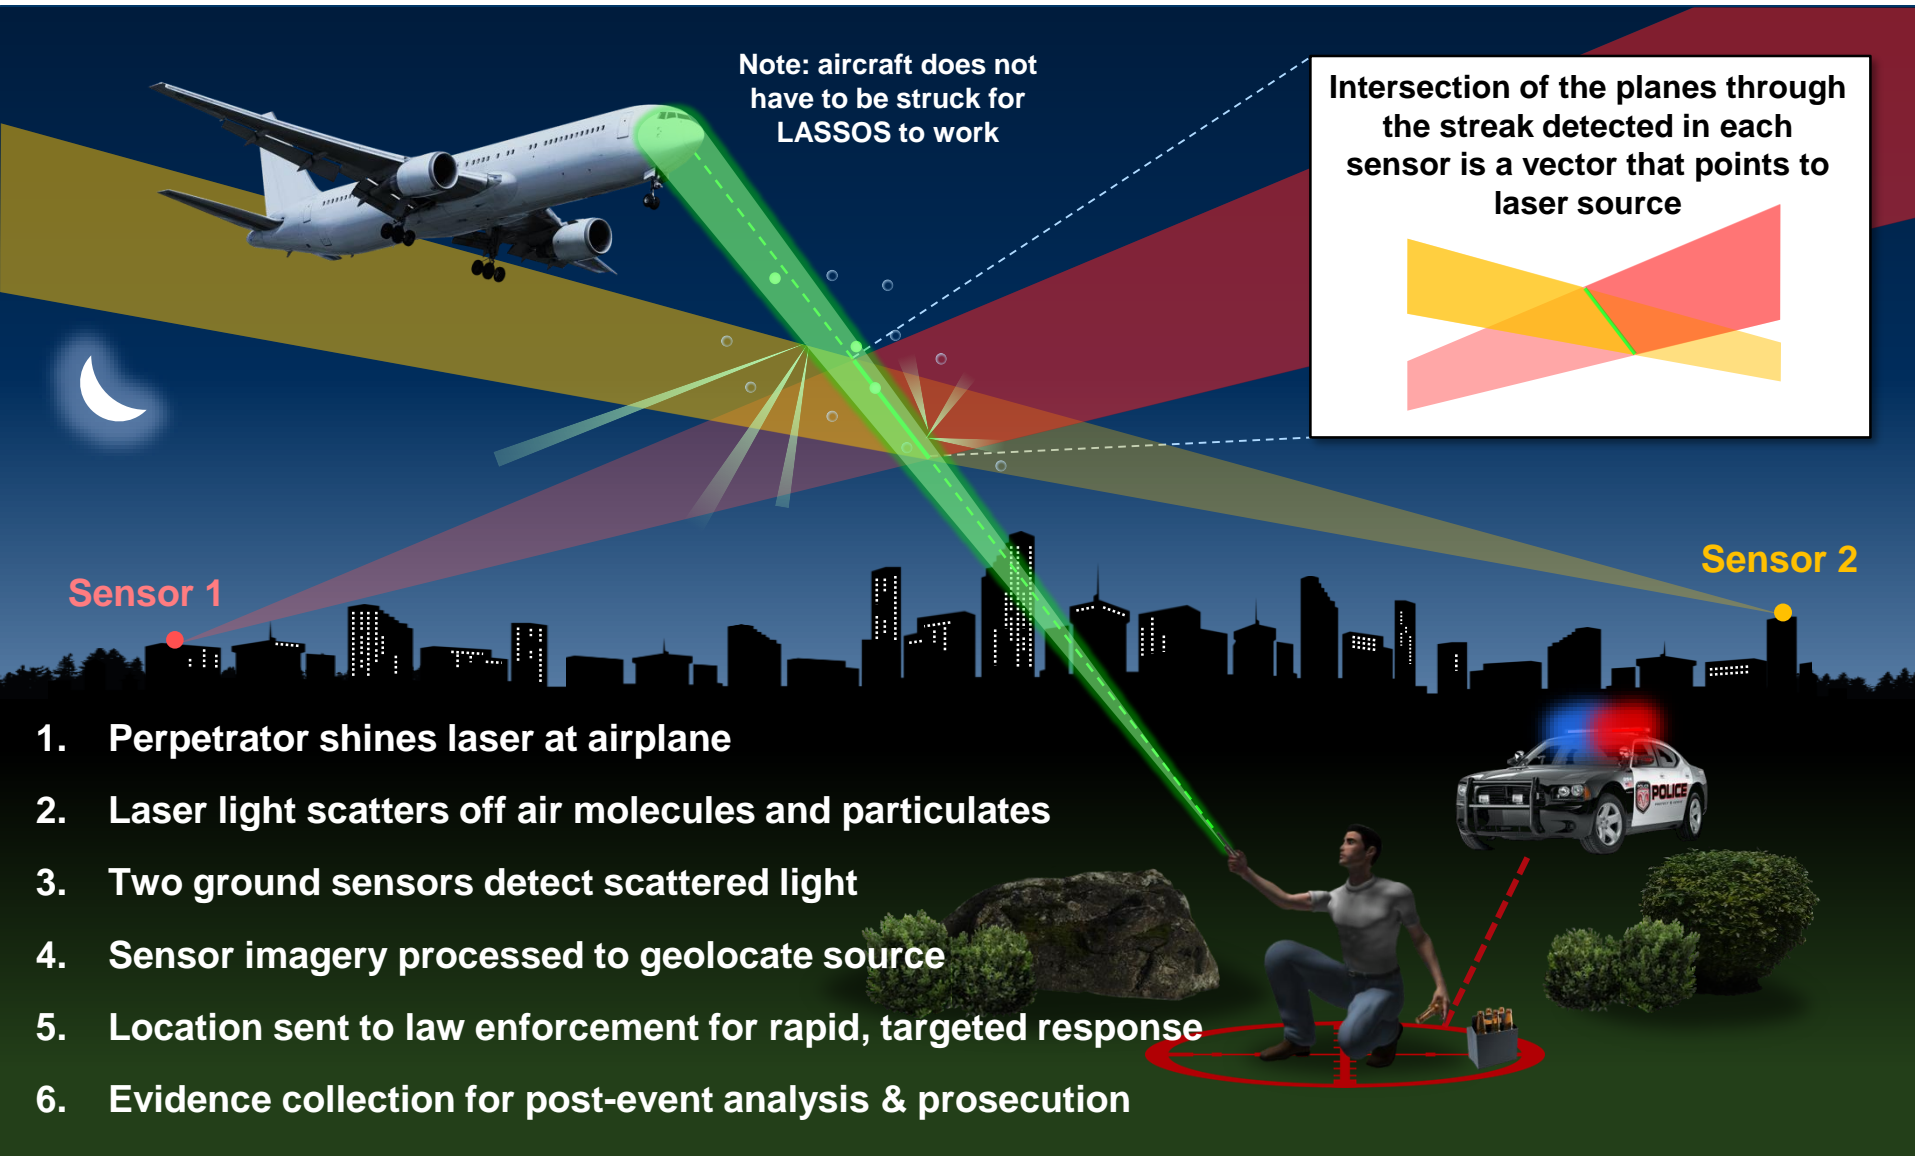 Note: aircraft does not
have to be struck for
LASSOS to work
Intersection of the planes through
the streak detected in each
sensor is a vector that points to
laser source
Sensor 1
Sensor 2
1. Perpetrator shines laser at airplane
2. Laser light scatters off air molecules and particulates
3. Two ground sensors detect scattered light
4. Sensor imagery processed to geolocate source
5. Location sent to law enforcement for rapid, targeted response
6. Evidence collection for post-event analysis & prosecution
POLICE